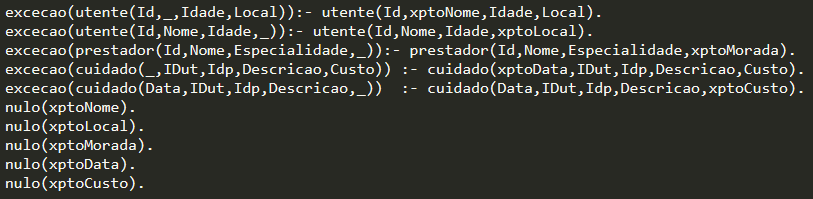 excecao(utente(Id,_,Idade,Local)):- utente(Id,xptoNome,Idade,Local).
excecao(utente(Id,Nome,Idade,_)):- utente(Id,Nome,Idade,xptoLocal).
excecao(prestador(Id,Nome,Especialidade,_)):- prestador(Id,Nome,Especialidade,xptoMorada).
excecao(cuidado(_,IDut,Idp,Descricao,Custo)) :- cuidado(xptoData,IDut,Idp,Descricao,Custo).
excecao(cuidado(Data,IDut,Idp,Descricao,_))  :- cuidado(Data,IDut,Idp,Descricao,xptoCusto).
nulo(xptoNome).
nulo(xptoLocal).
nulo(xptoMorada).
nulo(xptoData).
nulo(xptoCusto).